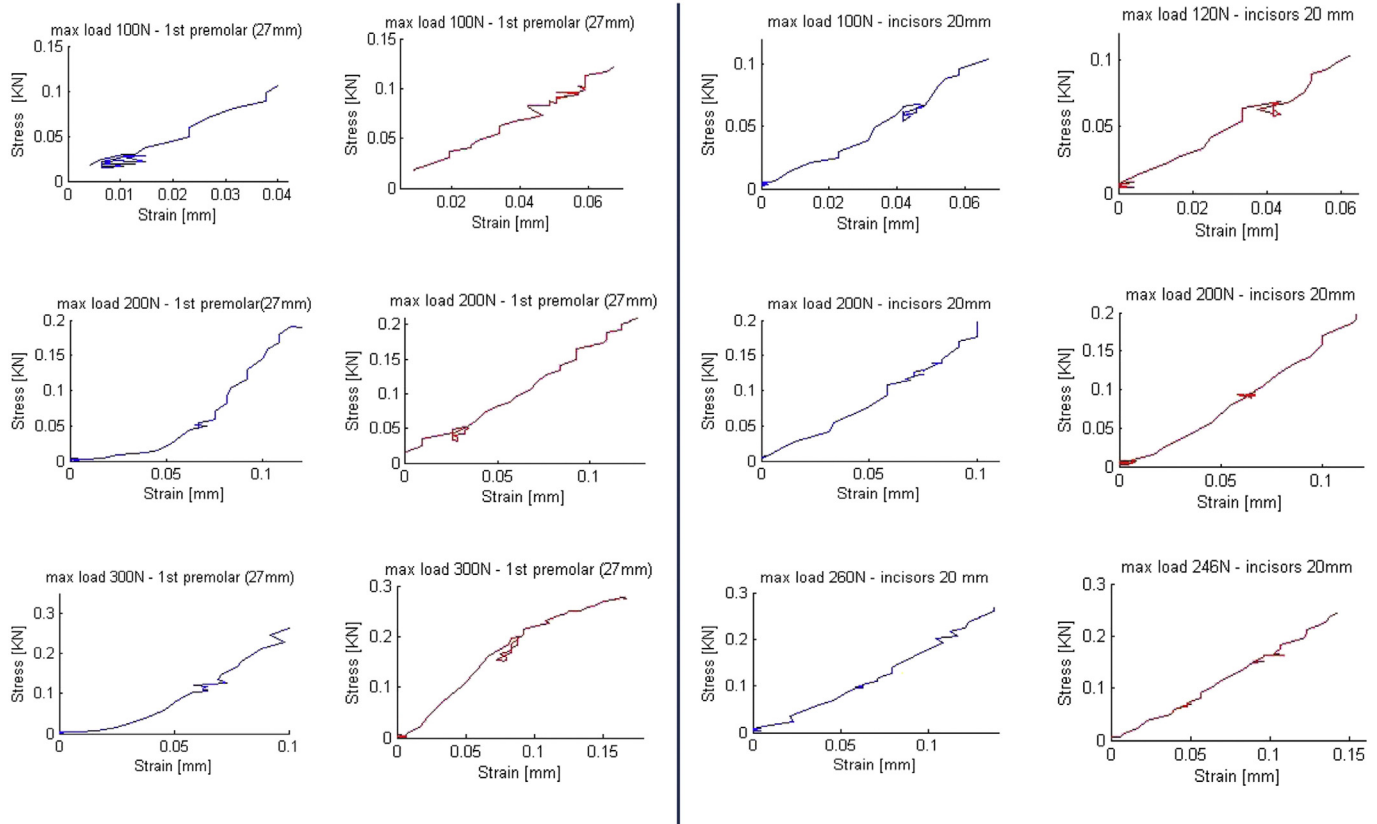 max load 100N - 1st premolar (27mm)
Stress [KN]
0.15
0.1
0.05
0
0
0.01
0.02
0.03
0.04
Strain [mm]
max load 100N - 1st premolar (27mm)
Stress [KN]
0.15
0.1
0.05
0
0.02
0.04
0.06
Strain [mm]
max load 100N - incisors 20mm
Stress [KN]
0.1
0.05
0
0
0.02
0.04
0.06
Strain [mm]
max load 120N - incisors 20 mm
Stress [KN]
0.1
0.05
0
0
0.02
0.04
0.06
Strain [mm]
max load 200N - 1st premolar(27mm)
Stress [KN]
0.2
0.15
0.1
0.05
0
0
0.05
0.1
Strain [mm]
max load 200N - 1st premolar (27mm)
Stress [KN]
0.2
0.15
0.1
0.05
0
0
0.05
0.1
Strain [mm]
max load 200N - incisors 20mm
Stress [KN]
0.2
0.15
0.1
0.05
0
0
0.05
0.1
Strain [mm]
max load 200N - incisors 20mm
Stress [KN]
0.2
0.15
0.1
0.05
0
0
0.05
0.1
Strain [mm]
max load 300N - 1st premolar (27mm)
Stress [KN]
0.3
0.2
0.1
0
0
0.05
0.1
Strain [mm]
max load 300N - 1st premolar (27mm)
Stress [KN]
0.3
0.2
0.1
0
0
0.05
0.10
0.15
Strain [mm]
max load 260N - incisors 20 mm
Stress [KN]
0.3
0.2
0.1
0
0
0.05
0.1
Strain [mm]
max load 246N - incisors 20mm
Stress [KN]
0.3
0.2
0.1
0
0
0.05
0.10
0.15
Strain [mm]